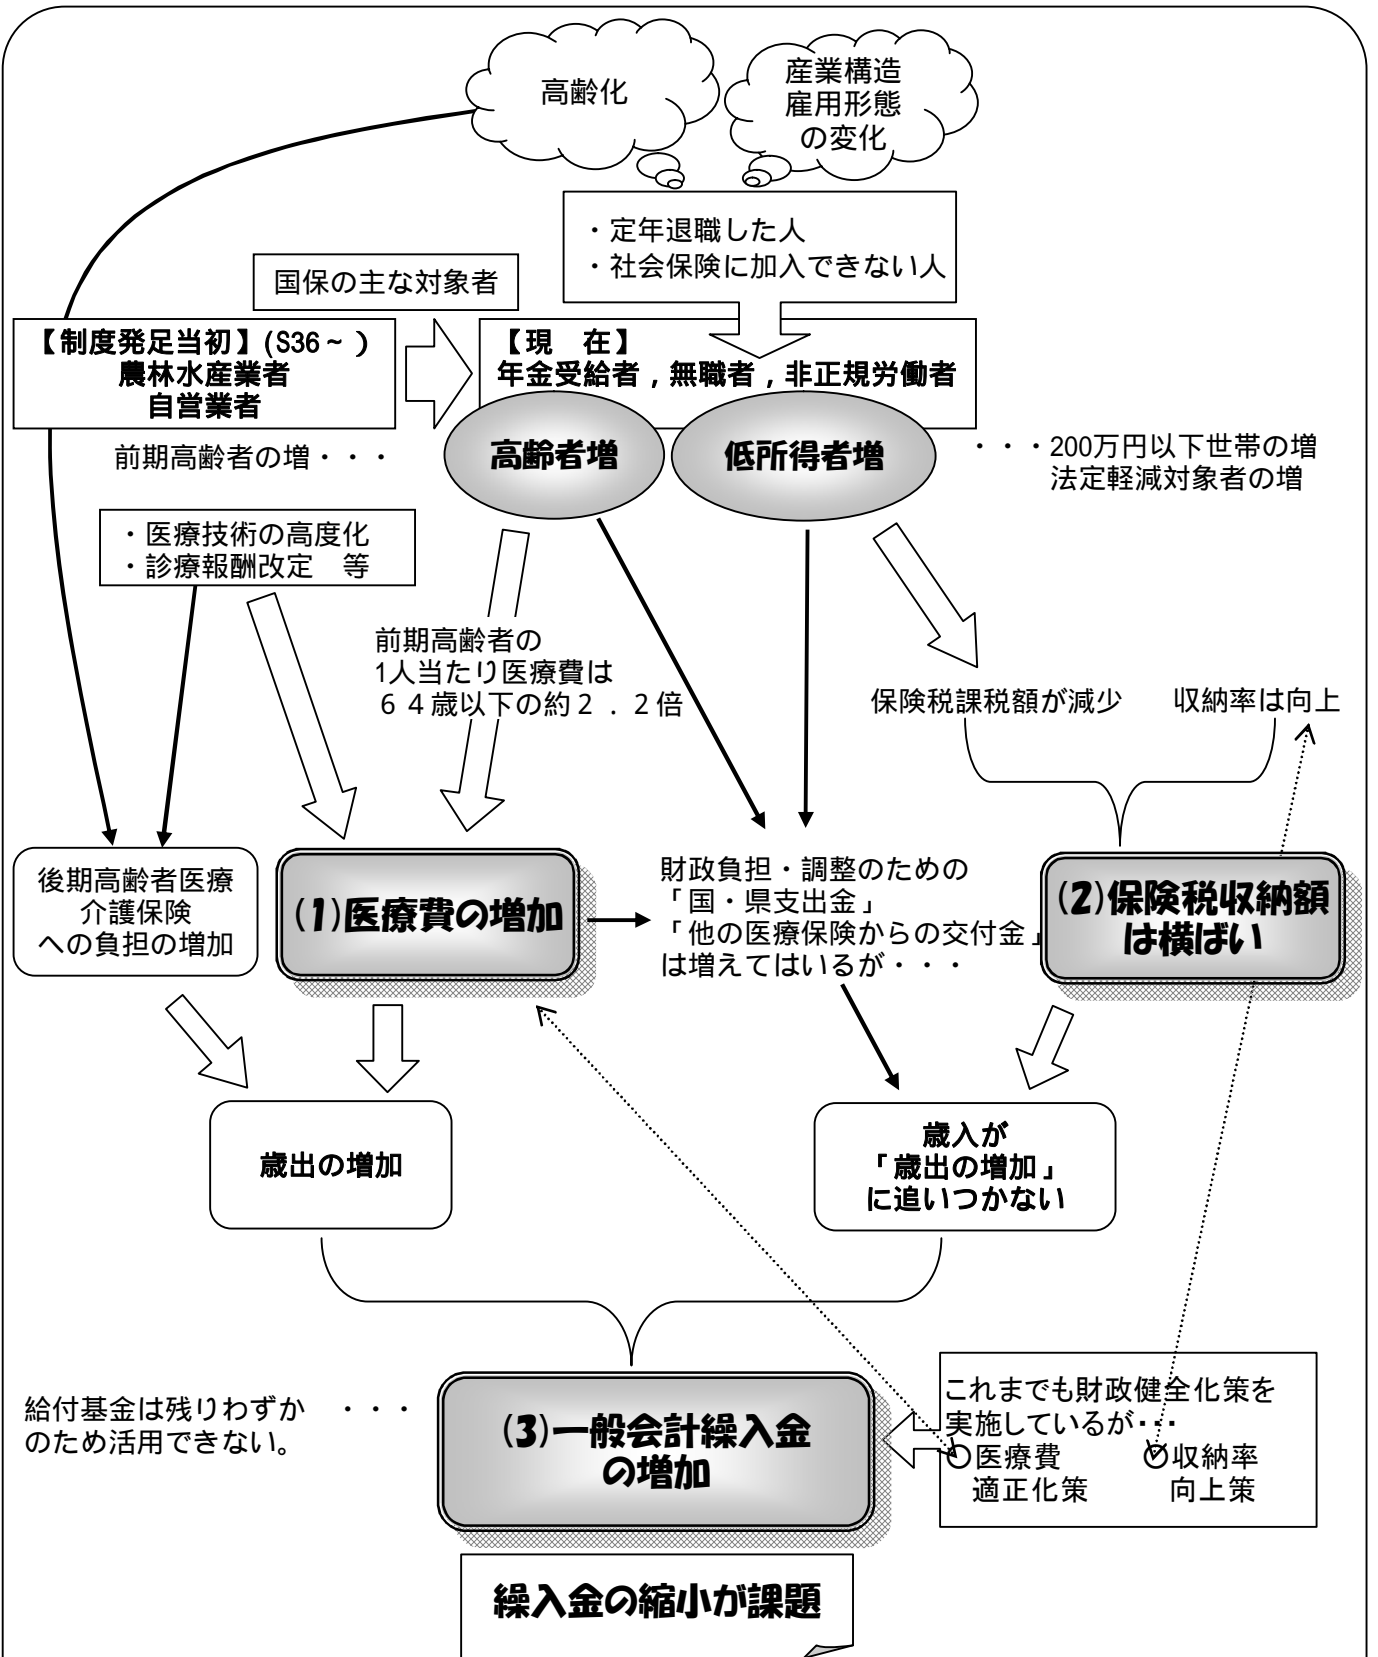 高齢化
産業構造
雇用形態
の変化
・定年退職した人
・社会保険に加入できない人
国保の主な対象者
【制度発足当初】(S36～ )
農林水産業者
自営業者
【現　在】
年金受給者，無職者，非正規労働者
前期高齢者の増・・・
高齢者増
低所得者増
・・・200万円以下世帯の増
法定軽減対象者の増
・医療技術の高度化
・診療報酬改定　等
前期高齢者の
1人当たり医療費は
６４歳以下の約２．２倍
保険税課税額が減少
収納率は向上
後期高齢者医療
介護保険
への負担の増加
(1)医療費の増加
財政負担・調整のための
「国・県支出金」
「他の医療保険からの交付金」
は増えてはいるが・・・
(2)保険税収納額
は横ばい
歳出の増加
歳入が
「歳出の増加」
に追いつかない
給付基金は残りわずか　・・・
のため活用できない。
(3)一般会計繰入金
の増加
これまでも財政健全化策を
実施しているが・・・
○医療費
適正化策
○収納率
向上策
繰入金の縮小が課題